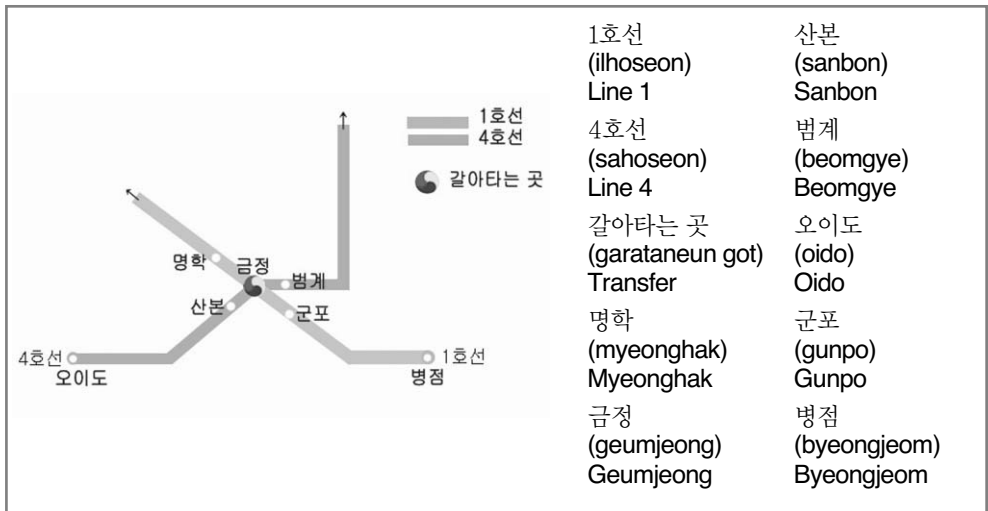 1호선
4호선
갈아타는 곳
명학
금정
범계
산본
군포
4호선
1호선
오이도
병점
1호선
(ilhoseon)
Line 1
4호선
(sahoseon)
Line 4
갈아타는 곳
(garataneun got)
Transfer
명학
(myeonghak)
Myeonghak
금정
(geumjeong)
Geumjeong
산본
(sanbon)
Sanbon
범계
(beomgye)
Beomgye
오이도
(oido)
Oido
군포
(gunpo)
Gunpo
병점
(byeongjeom)
Byeongjeom